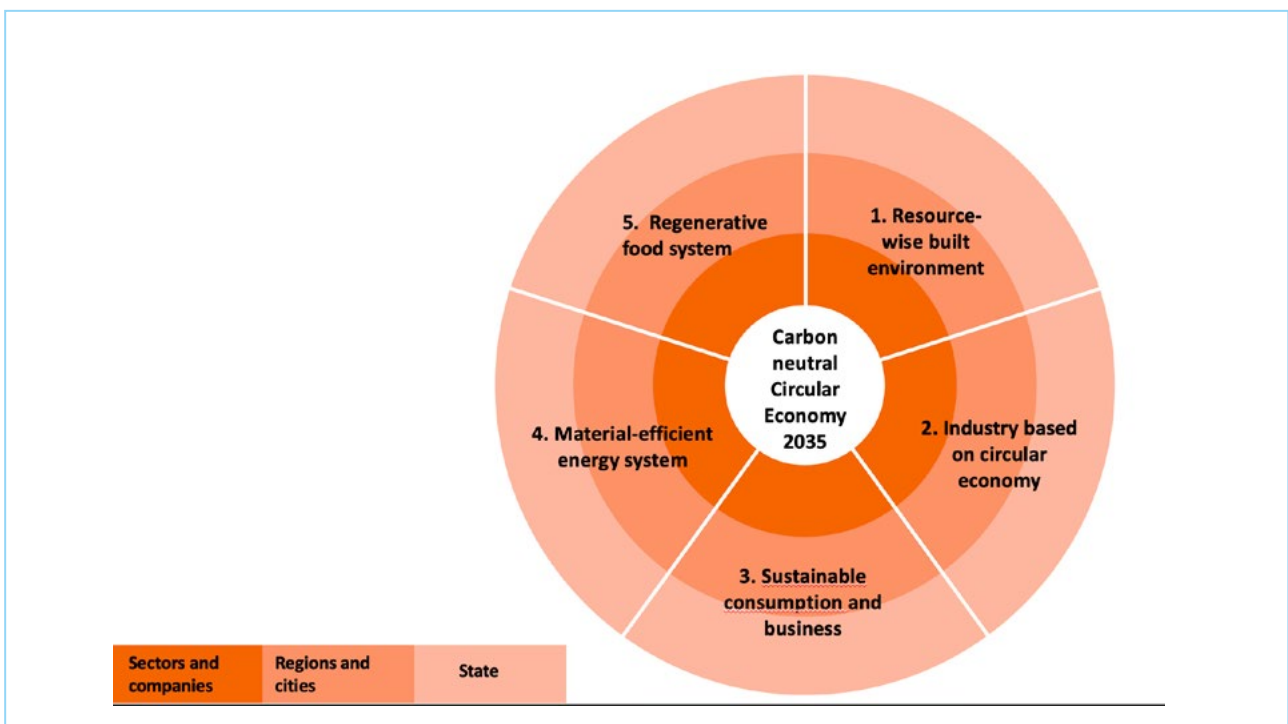 5. Regenerative
food system
1. Resource-
wise built
environment
Carbon
neutral
Circular
Economy
2035
4. Material-efficient
energy system
2. Industry based
on circular
economy
3. Sustainable
consumption and
business
Sectors and
companies
Regions and
cities
State